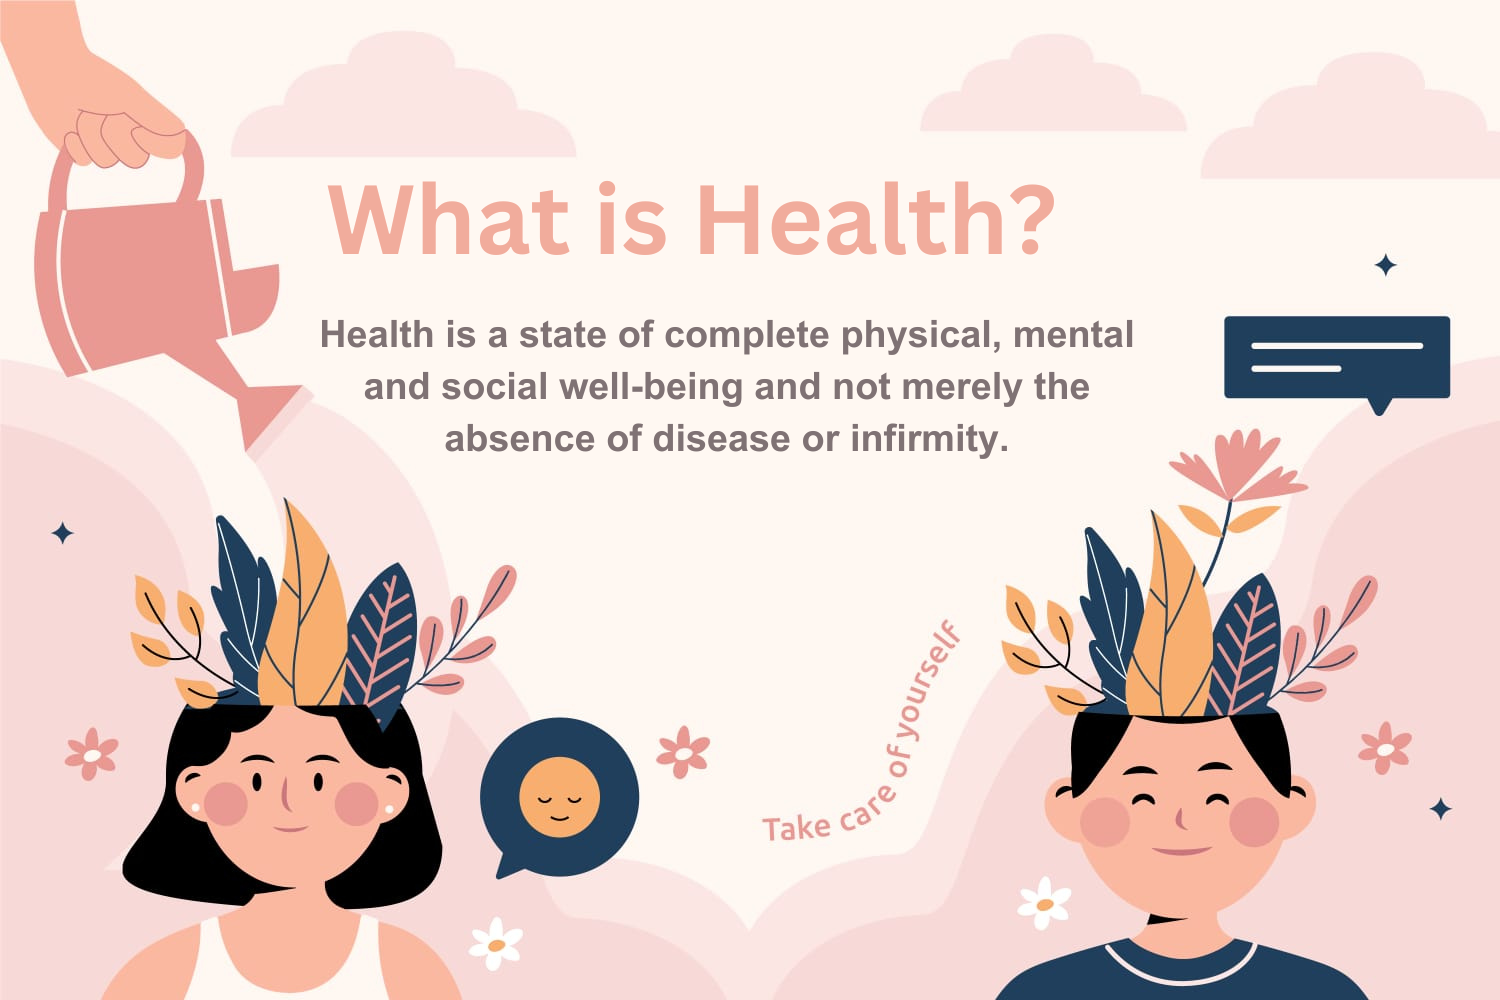 What is Health?
Health is a state of complete physical, mental
and social well-being and not merely the
absence of disease or infirmity.
Take care of yourself